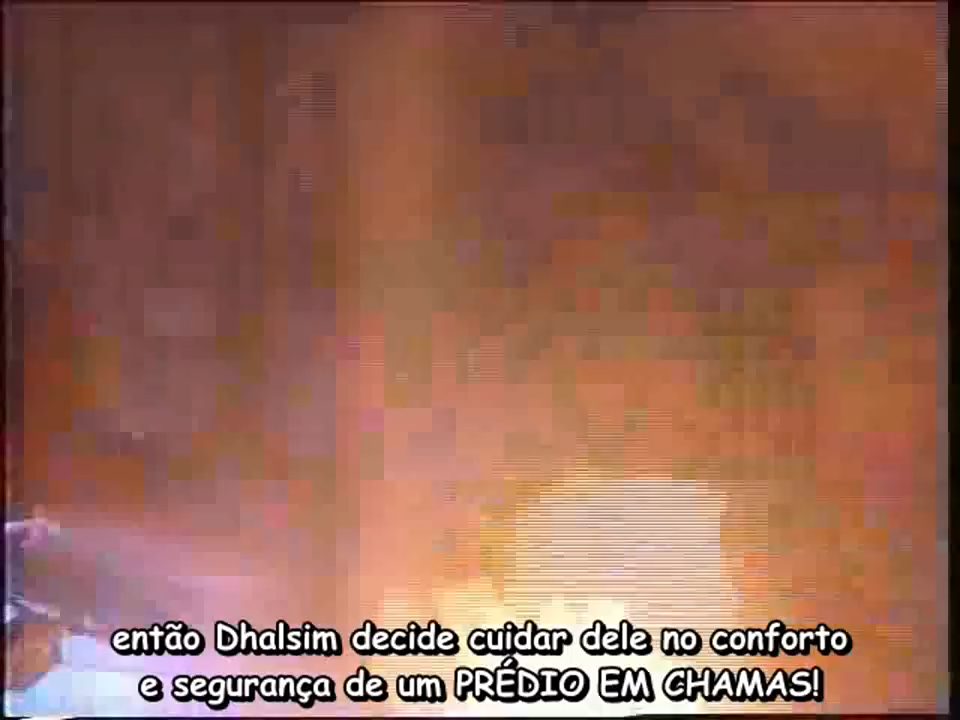 então Dhalsim decide cuidar dele no conforto
e segurança de um PRÉDIO EM CHAMAS!